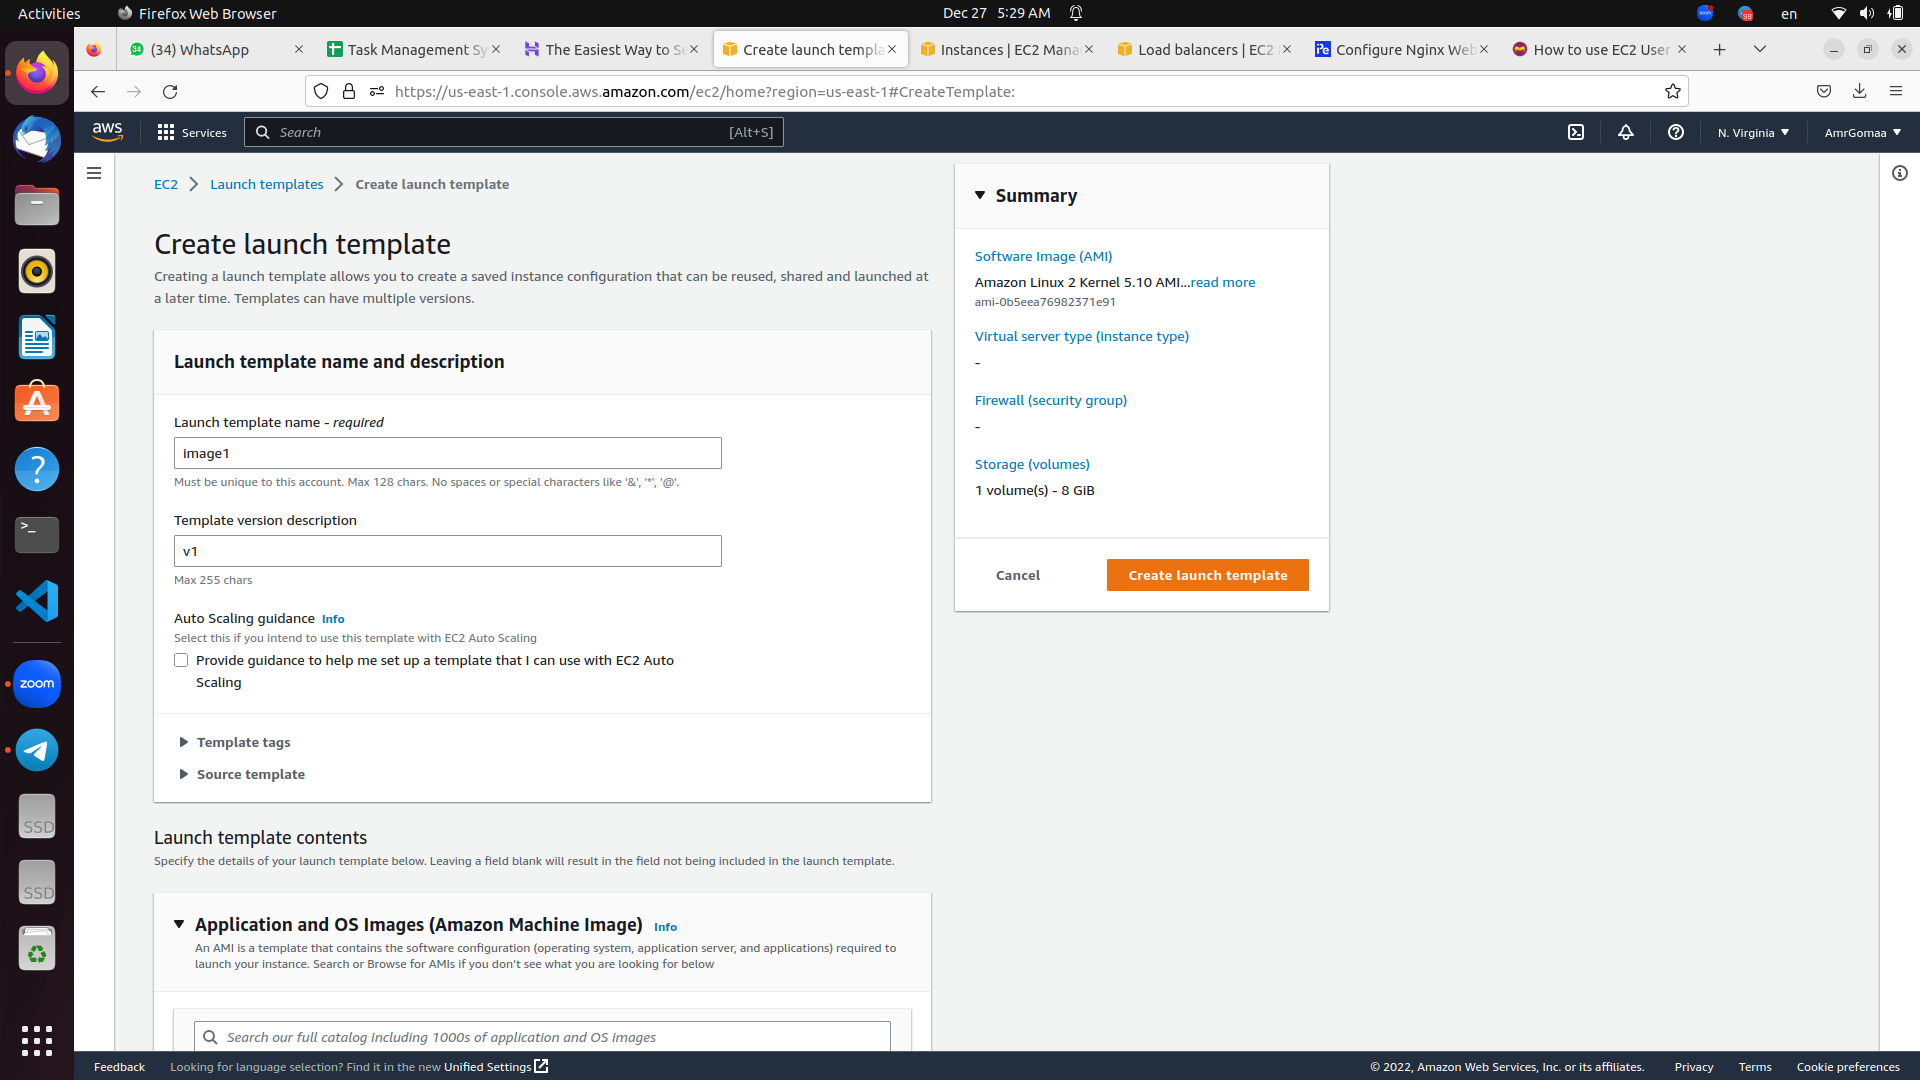 Activities
Firefox Web Browser
Dec 27 5:29 AM
98
en
34 (34) WhatsApp
Task Management Sy
The Easiest Way to Se
Create launch templa
Instances | EC2 Mana
Load balancers | EC2
Configure Nginx Web
How to use EC2 User
https://us-east-1.console.aws.amazon.com/ec2/home?region=us-east-1#CreateTemplate:
aws
Services
Search
[Alt+S]
N. Virginia
AmrGomaa
EC2
Launch templates
Create launch template
Create launch template
Creating a launch template allows you to create a saved instance configuration that can be reused, shared and launched at
a later time. Templates can have multiple versions.
Launch template name and description
Launch template name - required
image1
Must be unique to this account. Max 128 chars. No spaces or special characters like '&', '*', '@'.
Template version description
v1
Max 255 chars
Auto Scaling guidance Info
Select this if you intend to use this template with EC2 Auto Scaling
Provide guidance to help me set up a template that I can use with EC2 Auto
Scaling
Template tags
Source template
Launch template contents
Specify the details of your launch template below. Leaving a field blank will result in the field not being included in the launch template.
Application and OS Images (Amazon Machine Image) Info
An AMI is a template that contains the software configuration (operating system, application server, and applications) required to
launch your instance. Search or Browse for AMIs if you don't see what you are looking for below
Search our full catalog including 1000s of application and OS images
Summary
Software Image (AMI)
Amazon Linux 2 Kernel 5.10 AMI...read more
ami-0b5eea76982371e91
Virtual server type (instance type)
-
Firewall (security group)
-
Storage (volumes)
1 volume(s) - 8 GiB
Cancel
Create launch template
zoom
SSD
SSD
Feedback
Looking for language selection? Find it in the new Unified Settings
© 2022, Amazon Web Services, Inc. or its affiliates.
Privacy
Terms
Cookie preferences